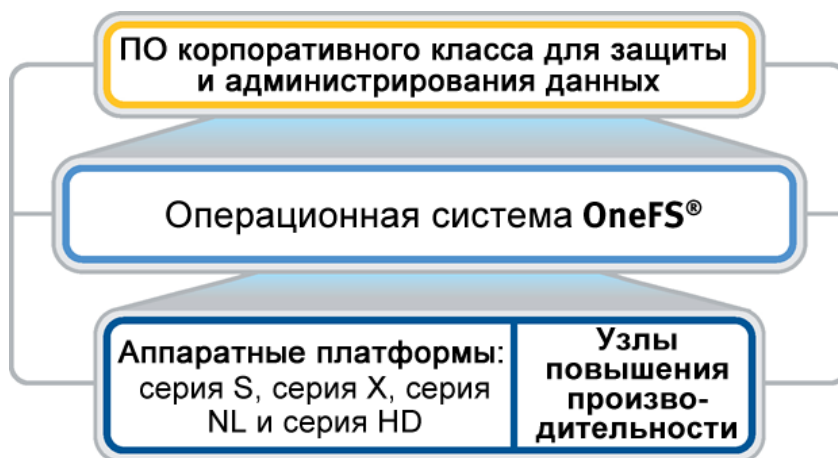 ПО корпоративного класса для защиты
и администрирования данных
Операционная система OneFS®
Аппаратные платформы:
серия S, серия X, серия
NL и серия HD
Узлы
повышения
произво-
дительности